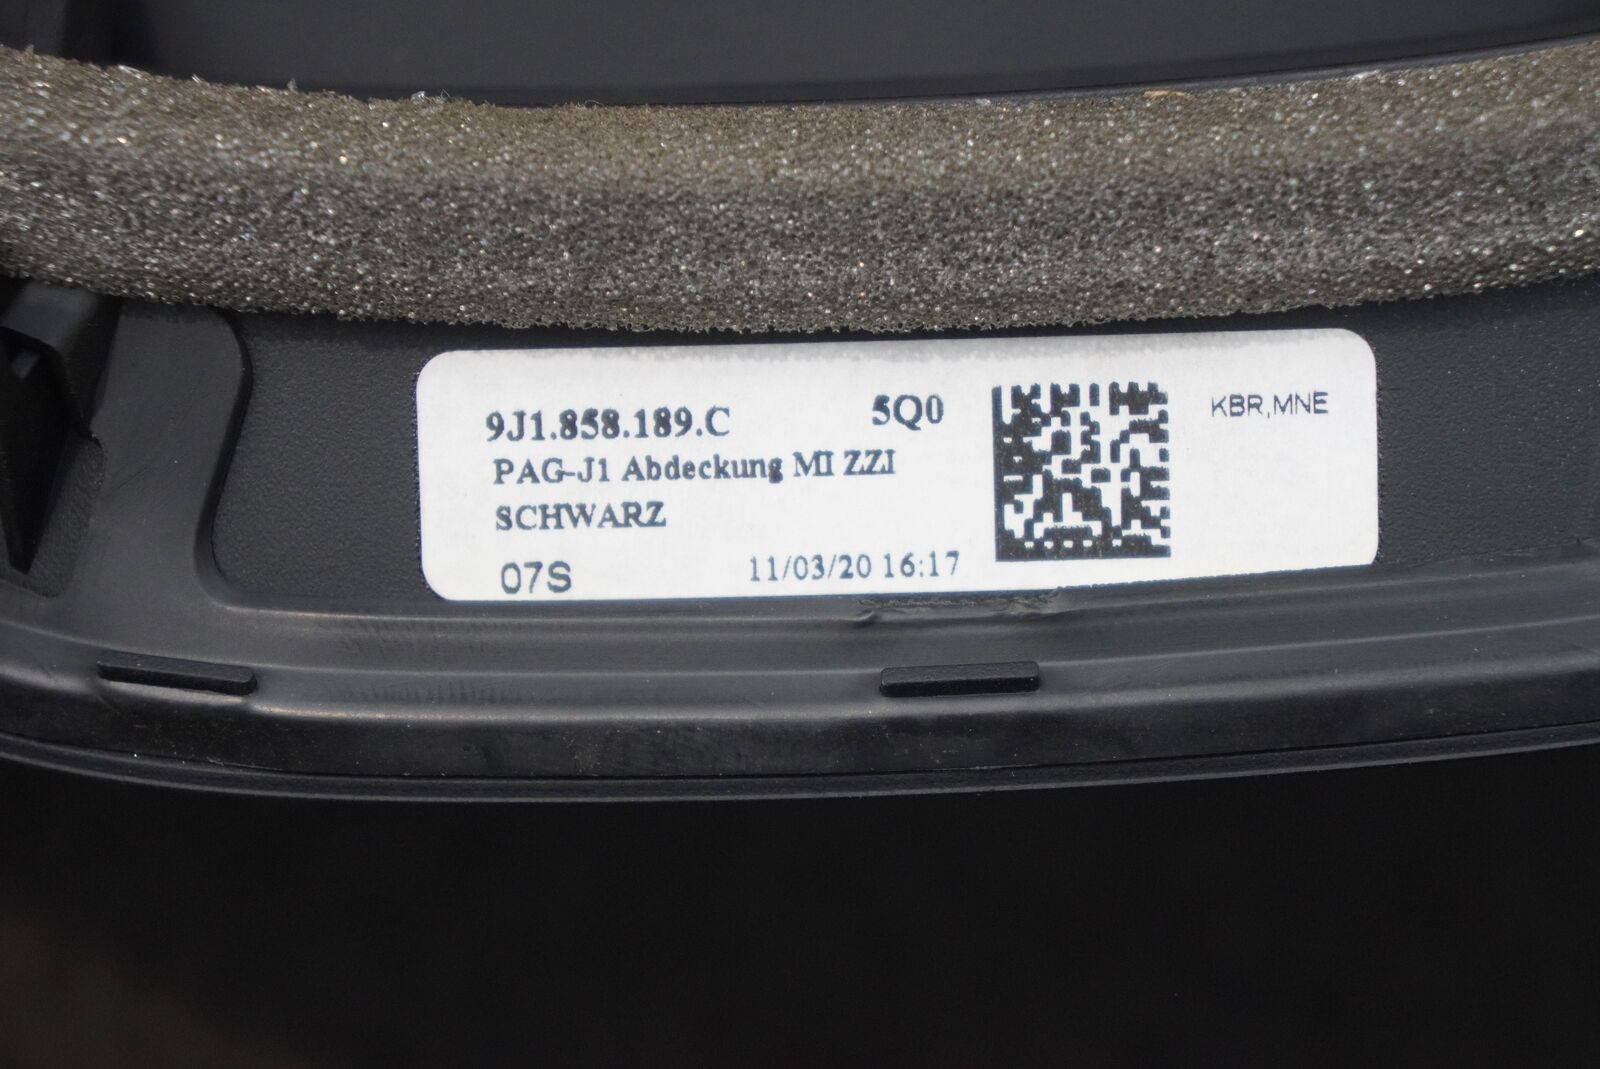 9J1.858.189.C 5Q0
PAG-J1 Abdeckung MI ZZI
SCHWARZ
07S 11/03/20 16:17
KBR,MNE